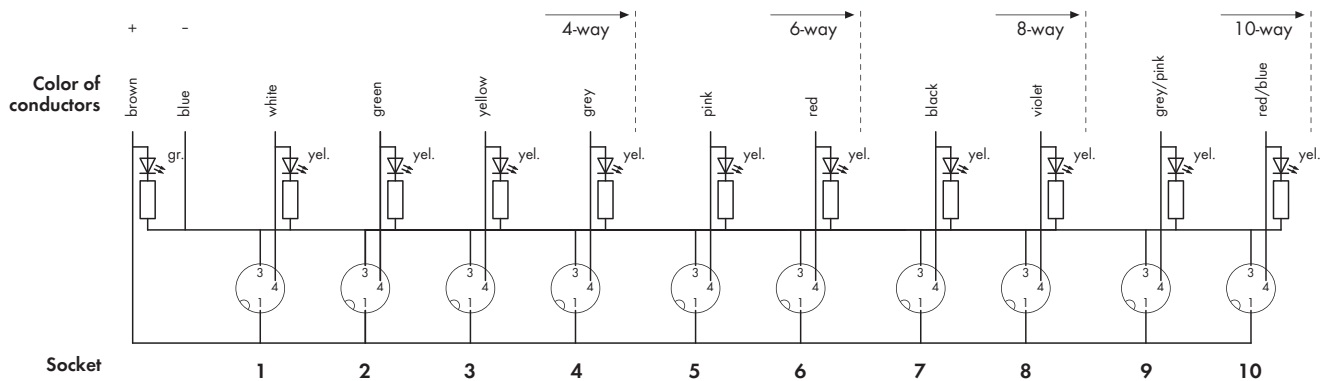 4-way 6-way 8-way 10-way
+ −
Color of
conductors
brown blue white green yellow grey pink red black violet grey/pink red/blue
gr. yel. yel. yel. yel. yel. yel. yel. yel. yel. yel.
3 3 3 3 3 3 3 3 3 3
4 4 4 4 4 4 4 4 4 4
1 1 1 1 1 1 1 1 1 1
Socket 1 2 3 4 5 6 7 8 9 10